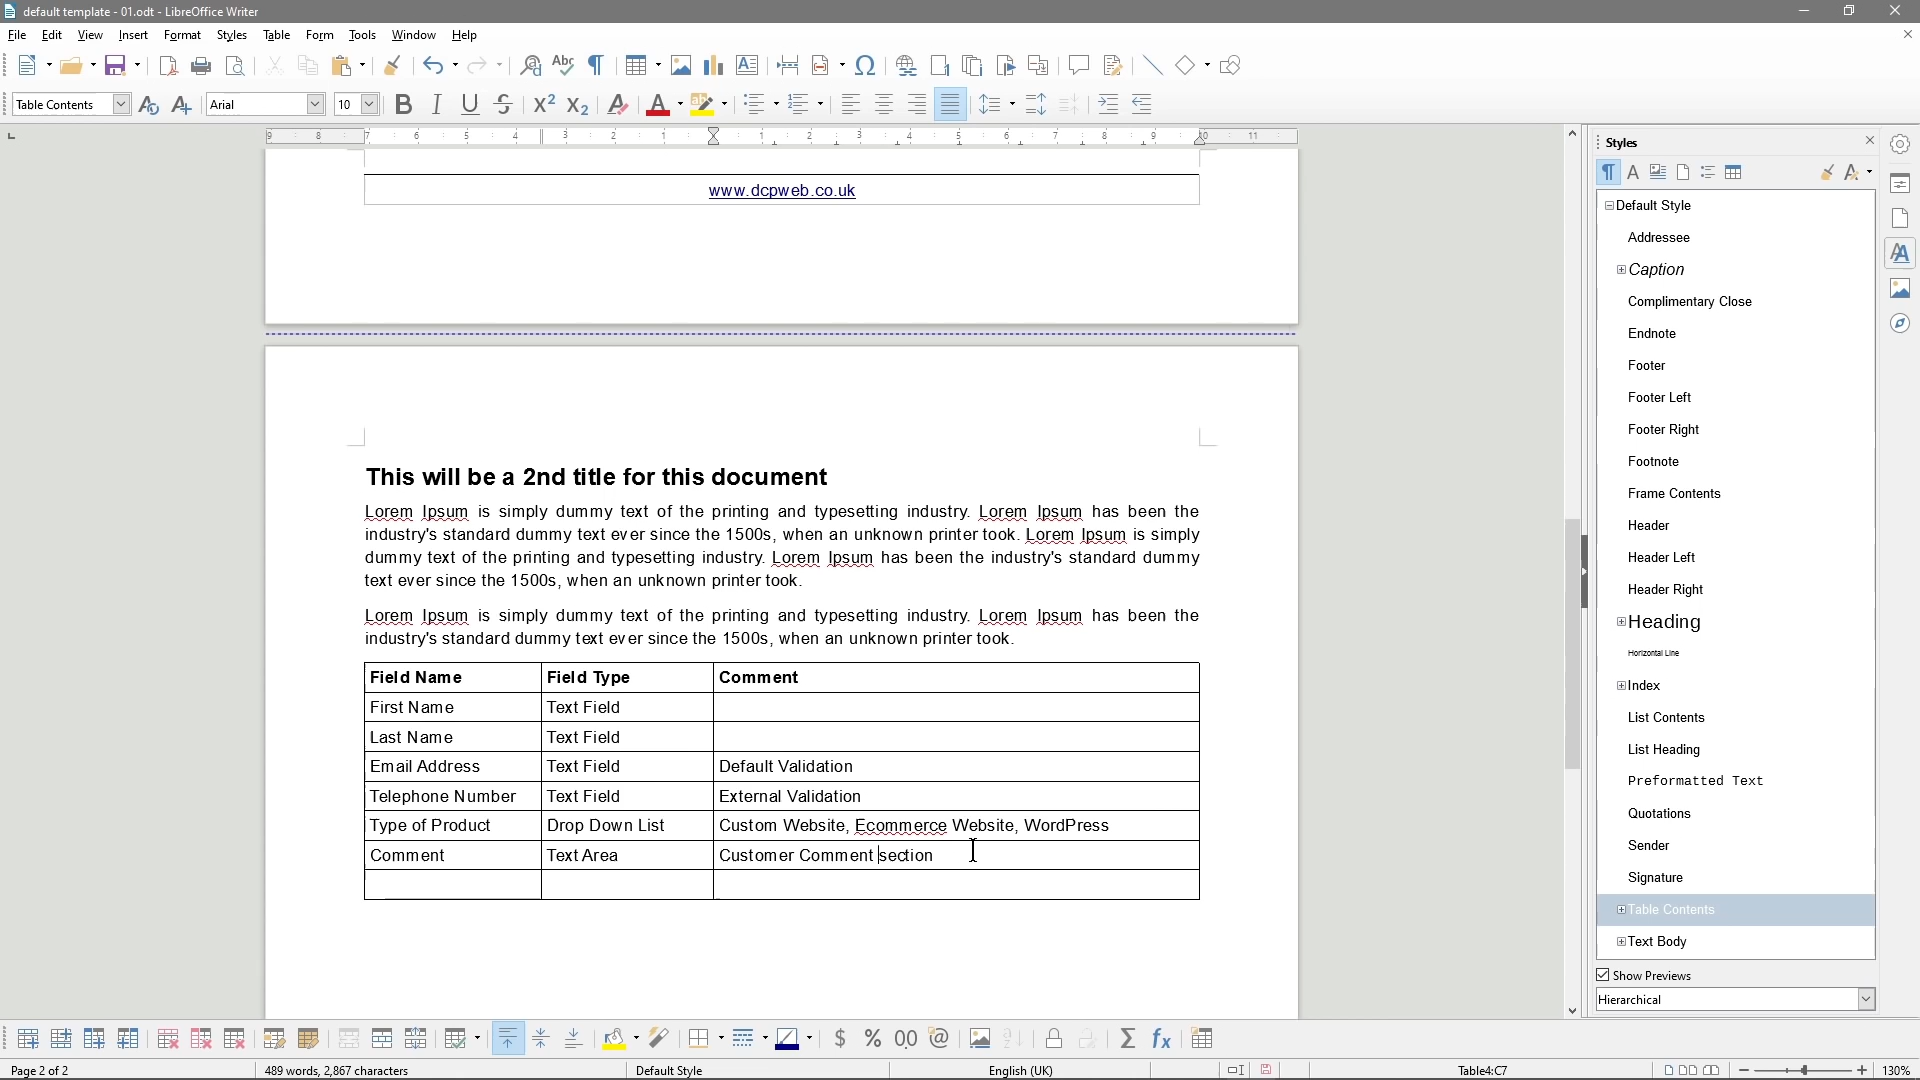 default template - 01.odt - LibreOffice Writer
File Edit View Insert Format Styles Table Form Tools Window Help
Table Contents Arial 10
www.dcpweb.co.uk
This will be a 2nd title for this document
Lorem Ipsum is simply dummy text of the printing and typesetting industry. Lorem Ipsum has been the
industry's standard dummy text ever since the 1500s, when an unknown printer took. Lorem Ipsum is simply
dummy text of the printing and typesetting industry. Lorem Ipsum has been the industry's standard dummy
text ever since the 1500s, when an unknown printer took.
Lorem Ipsum is simply dummy text of the printing and typesetting industry. Lorem Ipsum has been the
industry's standard dummy text ever since the 1500s, when an unknown printer took.
Field Name Field Type Comment
First Name Text Field
Last Name Text Field
Email Address Text Field Default Validation
Telephone Number Text Field External Validation
Type of Product Drop Down List Custom Website, Ecommerce Website, WordPress
Comment Text Area Customer Comment section
Styles
Default Style
Addressee
Caption
Complimentary Close
Endnote
Footer
Footer Left
Footer Right
Footnote
Frame Contents
Header
Header Left
Header Right
Heading
Horizontal Line
Index
List Contents
List Heading
Preformatted Text
Quotations
Sender
Signature
Table Contents
Text Body
Show Previews
Hierarchical
Page 2 of 2 489 words, 2,867 characters Default Style English (UK) Table4:C7 130%